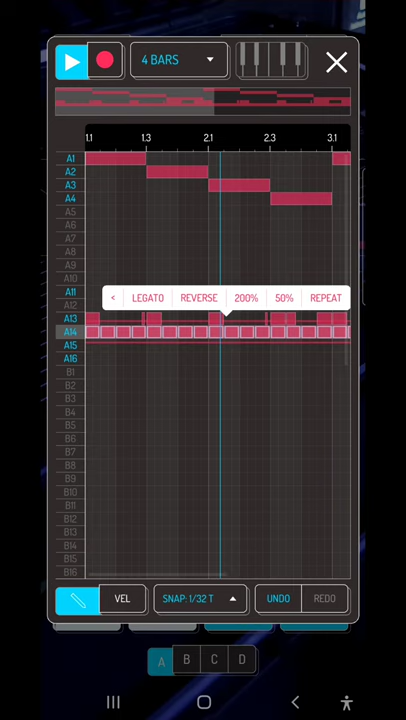 4 BARS
1.1 1.3 2.1 2.3 3.1
A1
A2
A3
A4
A5
A6
A7
A8
A9
A10
A11
< LEGATO REVERSE 200% 50% REPEAT
A13
A14
A15
A16
B1
B2
B3
B4
B5
B6
B7
B8
B9
B10
B11
B12
B13
B14
B15
B16
VEL SNAP: 1/32 T UNDO REDO
A B C D